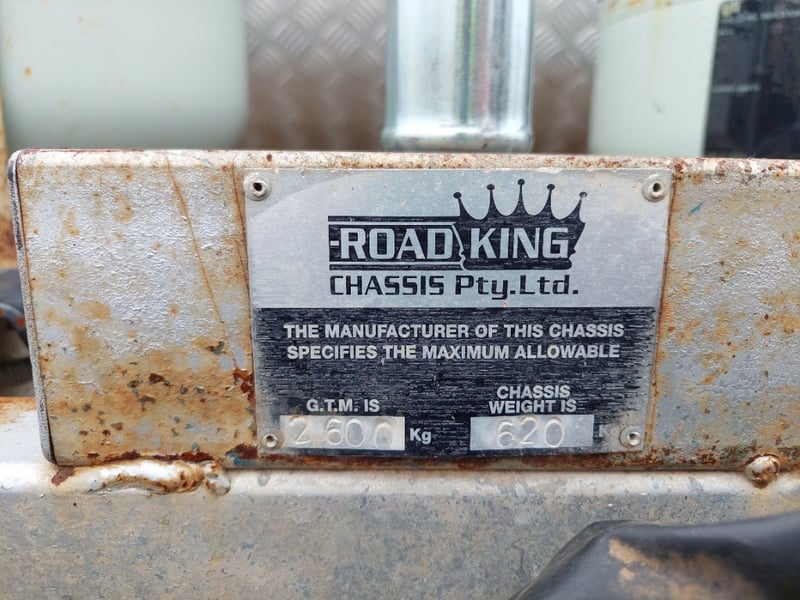 ROAD KING
CHASSIS Pty.Ltd.
THE MANUFACTURER OF THIS CHASSIS
SPECIFIES THE MAXIMUM ALLOWABLE
G.T.M. IS
2600 Kg
CHASSIS
WEIGHT IS
620